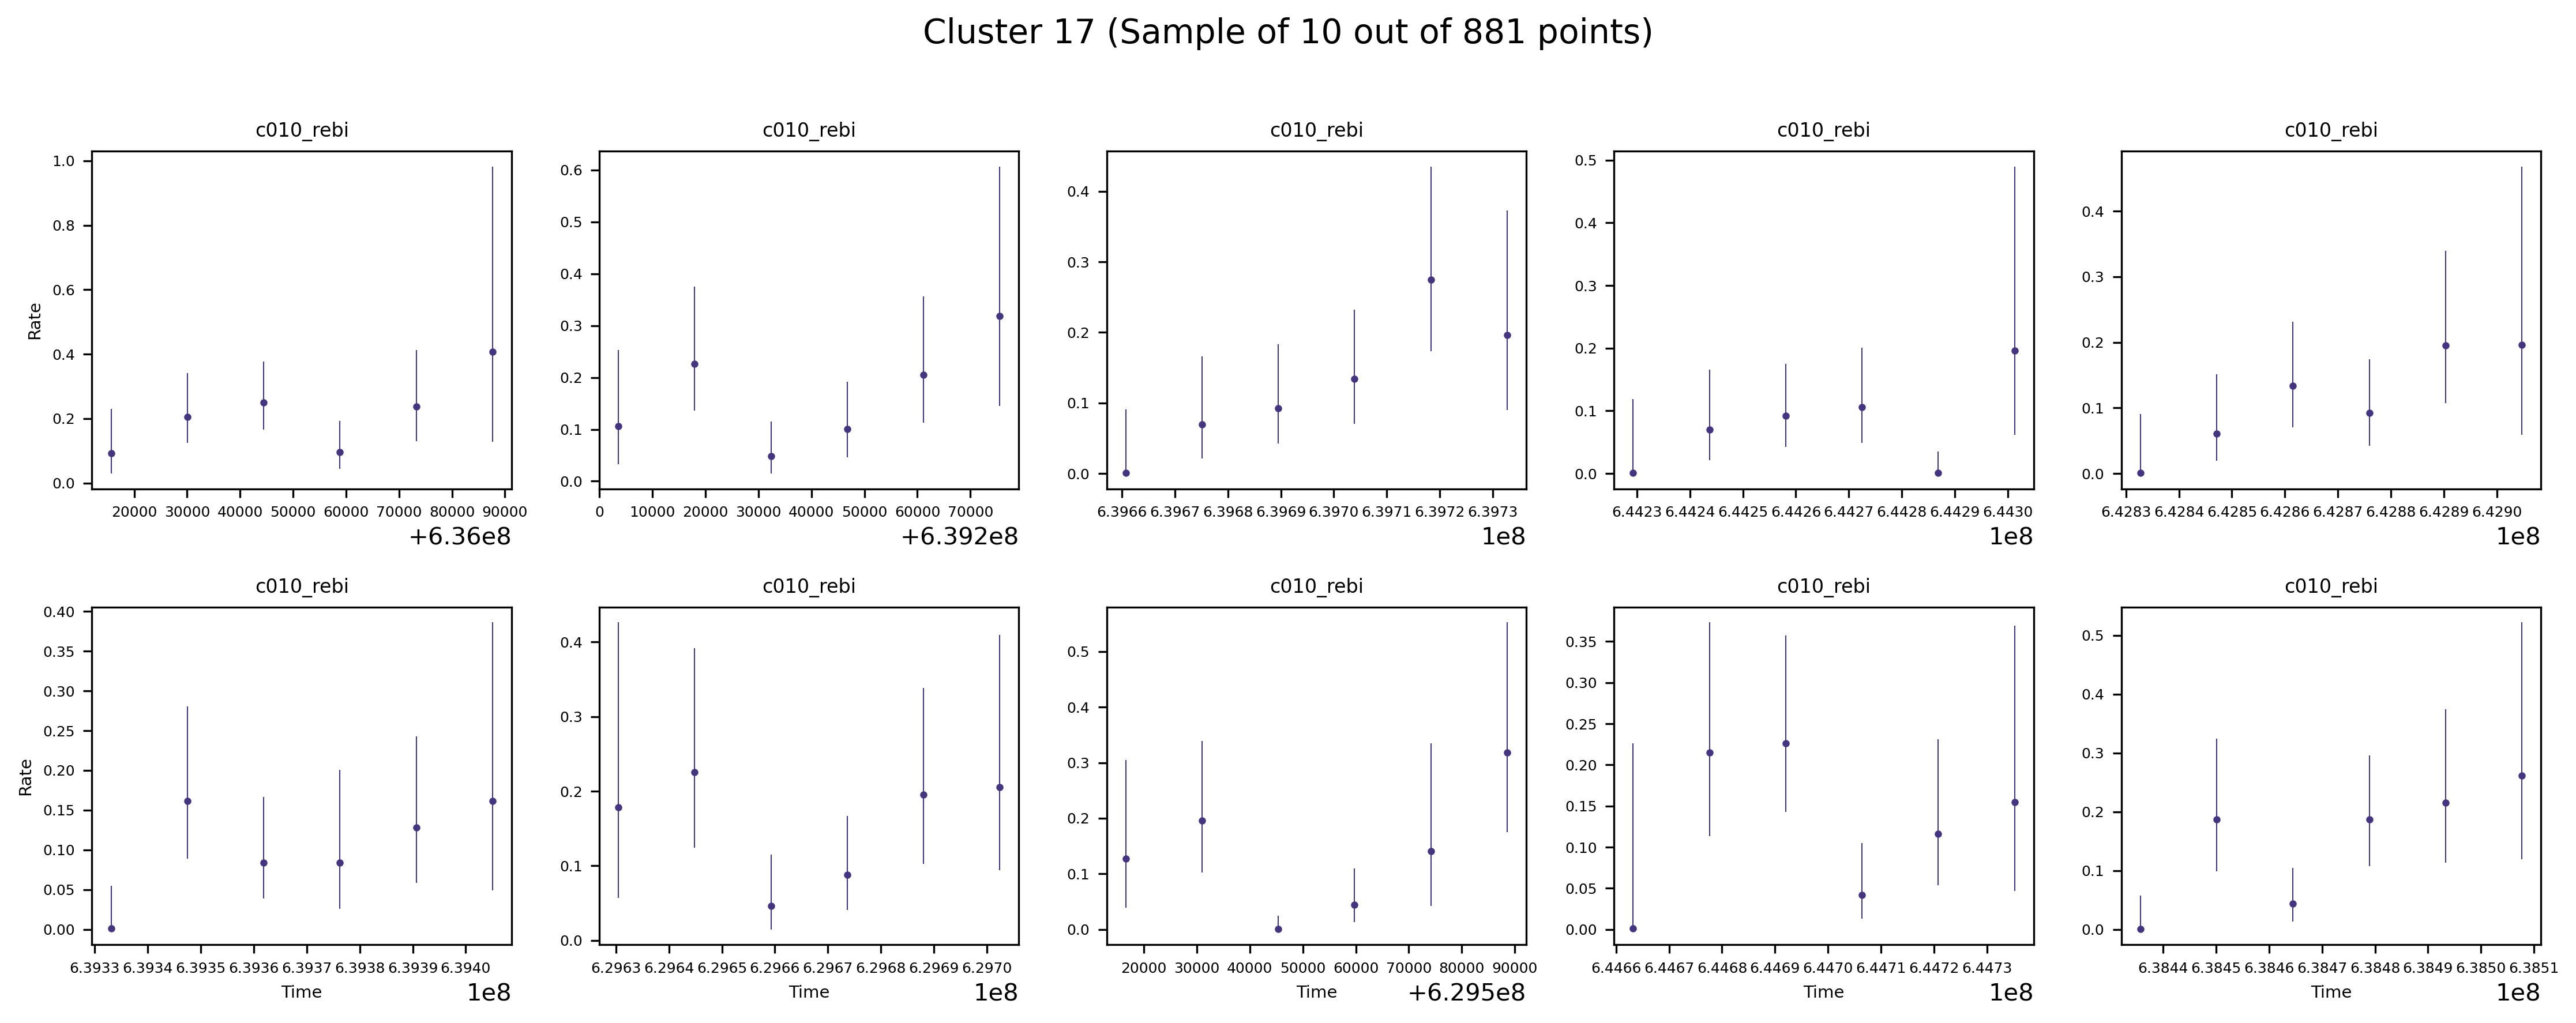 Cluster 17 (Sample of 10 out of 881 points)
c010_rebi c010_rebi c010_rebi c010_rebi c010_rebi
Rate
1.0
0.8
0.6
0.4
0.2
0.0
20000 30000 40000 50000 60000 70000 80000 90000
+6.36e8
0.6
0.5
0.4
0.3
0.2
0.1
0.0
0 10000 20000 30000 40000 50000 60000 70000
+6.392e8
0.4
0.3
0.2
0.1
0.0
6.3966 6.3967 6.3968 6.3969 6.3970 6.3971 6.3972 6.3973
1e8
0.5
0.4
0.3
0.2
0.1
0.0
6.4423 6.4424 6.4425 6.4426 6.4427 6.4428 6.4429 6.4430
1e8
0.4
0.3
0.2
0.1
0.0
6.4283 6.4284 6.4285 6.4286 6.4287 6.4288 6.4289 6.4290
1e8
c010_rebi c010_rebi c010_rebi c010_rebi c010_rebi
Rate
0.40
0.35
0.30
0.25
0.20
0.15
0.10
0.05
0.00
6.3933 6.3934 6.3935 6.3936 6.3937 6.3938 6.3939 6.3940
Time
1e8
0.4
0.3
0.2
0.1
0.0
6.2963 6.2964 6.2965 6.2966 6.2967 6.2968 6.2969 6.2970
Time
1e8
0.5
0.4
0.3
0.2
0.1
0.0
20000 30000 40000 50000 60000 70000 80000 90000
Time
+6.295e8
0.35
0.30
0.25
0.20
0.15
0.10
0.05
0.00
6.4466 6.4467 6.4468 6.4469 6.4470 6.4471 6.4472 6.4473
Time
1e8
0.5
0.4
0.3
0.2
0.1
0.0
6.3844 6.3845 6.3846 6.3847 6.3848 6.3849 6.3850 6.3851
Time
1e8